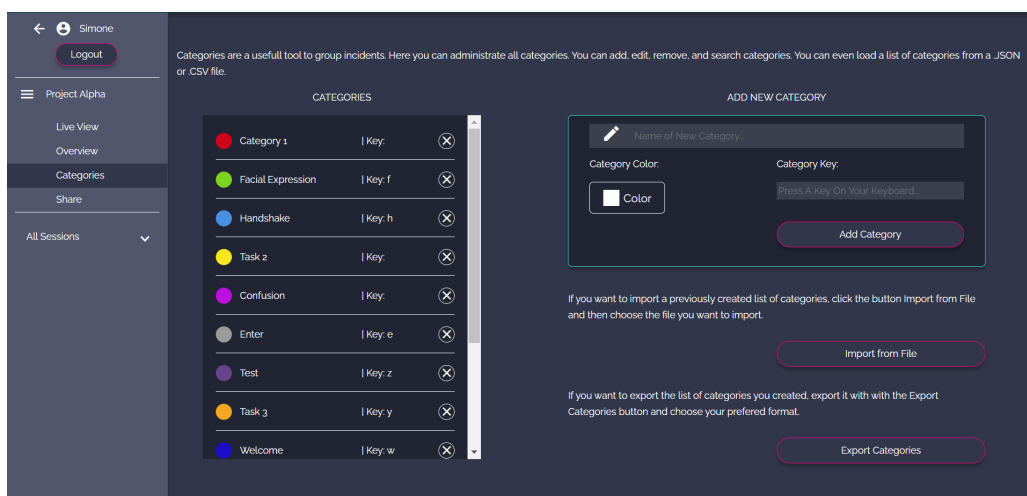 Simone
Logout
Project Alpha
Live View
Overview
Categories
Share
All Sessions
Categories are a usefull tool to group incidents. Here you can administrate all categories. You can add, edit, remove, and search categories. You can even load a list of categories from a .JSON
or .CSV file.
CATEGORIES
Category 1 | Key:
Facial Expression | Key: f
Handshake | Key: h
Task 2 | Key:
Confusion | Key:
Enter | Key: e
Test | Key: z
Task 3 | Key: y
Welcome | Key: w
ADD NEW CATEGORY
Name of New Category...
Category Color:
Category Key:
Color
Press A Key On Your Keyboard...
Add Category
If you want to import a previously created list of categories, click the button Import from File
and then choose the file you want to import.
Import from File
If you want to export the list of categories you created, export it with with the Export
Categories button and choose your prefered format.
Export Categories